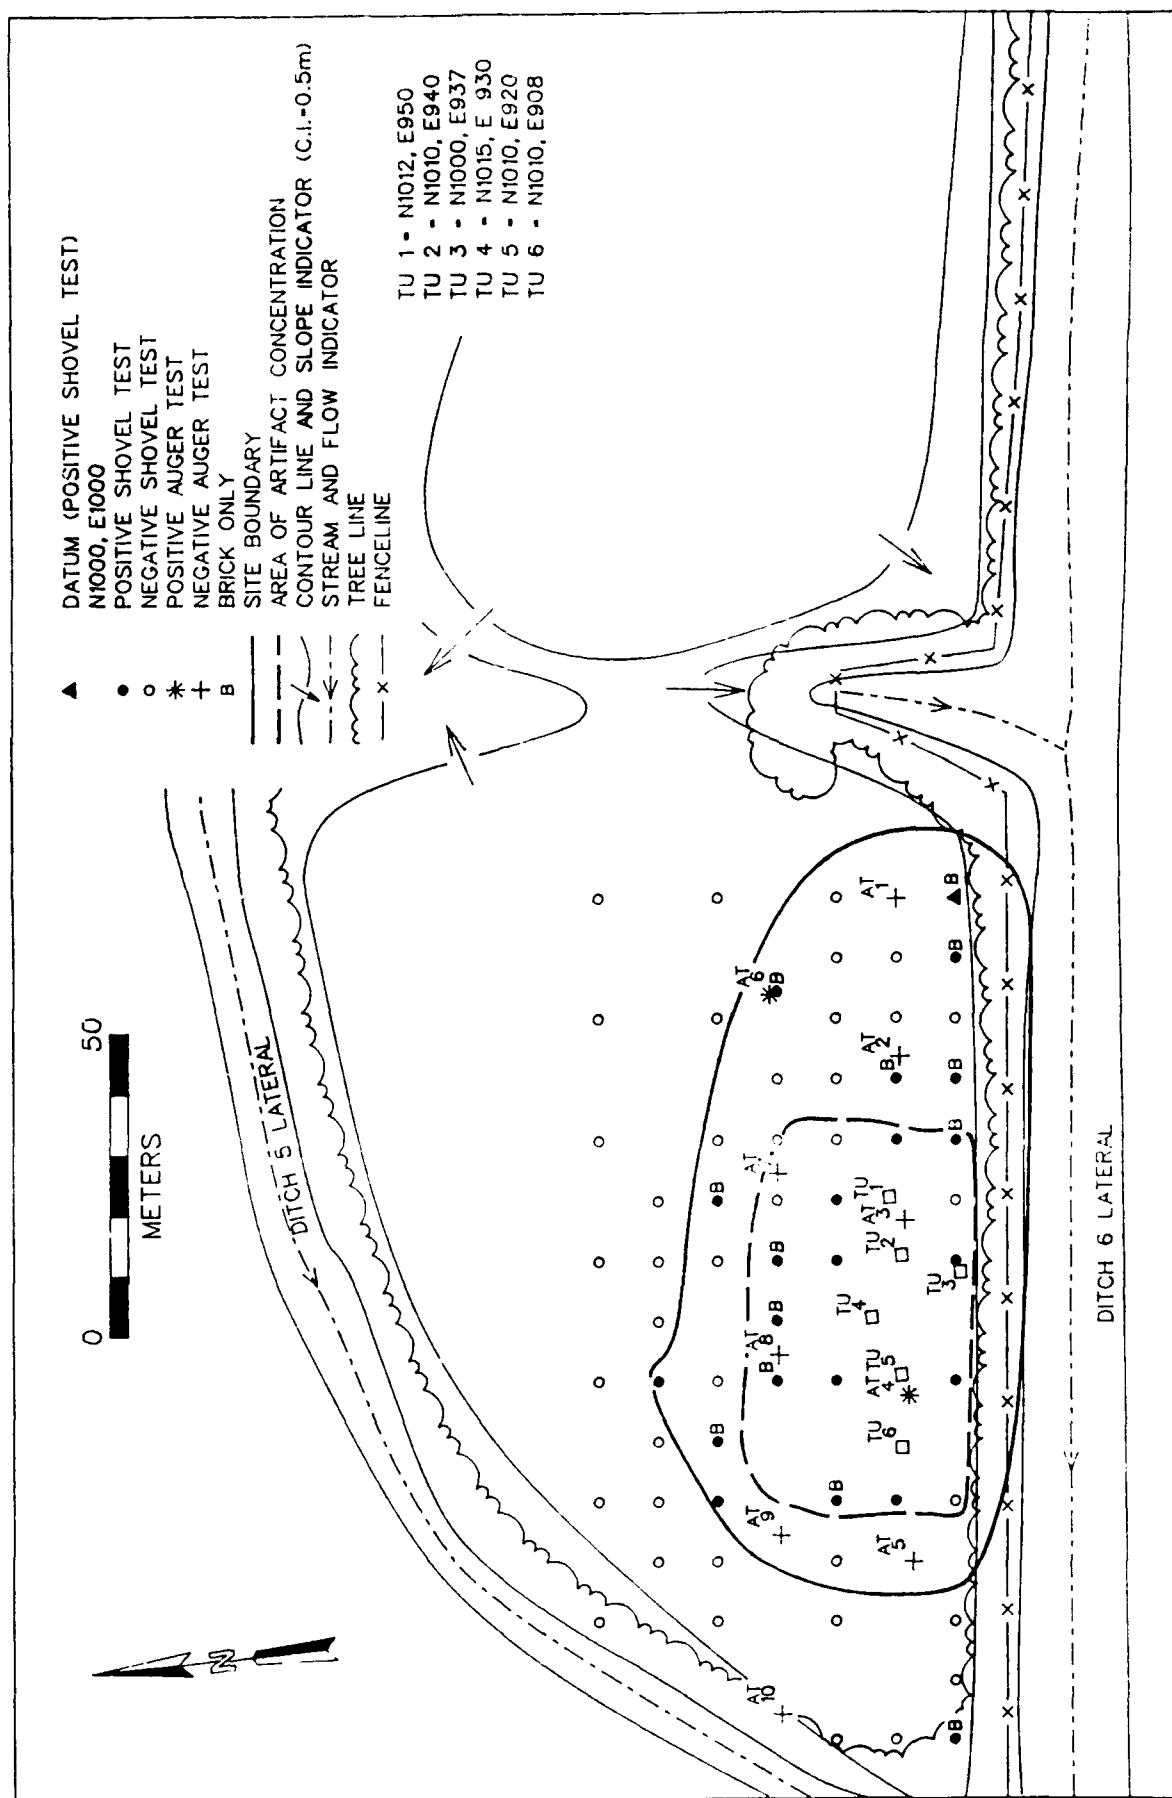 DATUM (POSITIVE SHOVEL TEST)
N1000, E1000
POSITIVE SHOVEL TEST
NEGATIVE SHOVEL TEST
POSITIVE AUGER TEST
NEGATIVE AUGER TEST
B BRICK ONLY
SITE BOUNDARY
AREA OF ARTIFACT CONCENTRATION
CONTOUR LINE AND SLOPE INDICATOR (C.I.-0.5m)
STREAM AND FLOW INDICATOR
TREE LINE
FENCELINE
TU 1 - N1012, E950
TU 2 - N1010, E940
TU 3 - N1000, E937
TU 4 - N1015, E 930
TU 5 - N1010, E920
TU 6 - N1010, E908
0 50
METERS
N
DITCH 5 LATERAL
B
B
AT
10
AT
9
B
AT
8
B
B
B
AT
AT
6
B
B
AT
5
TU
6
AT
4
TU
5
TU
4
TU
2
AT
3
TU
1
B
AT
2
AT
1
B
TU
3
B
B
B
B
DITCH 6 LATERAL